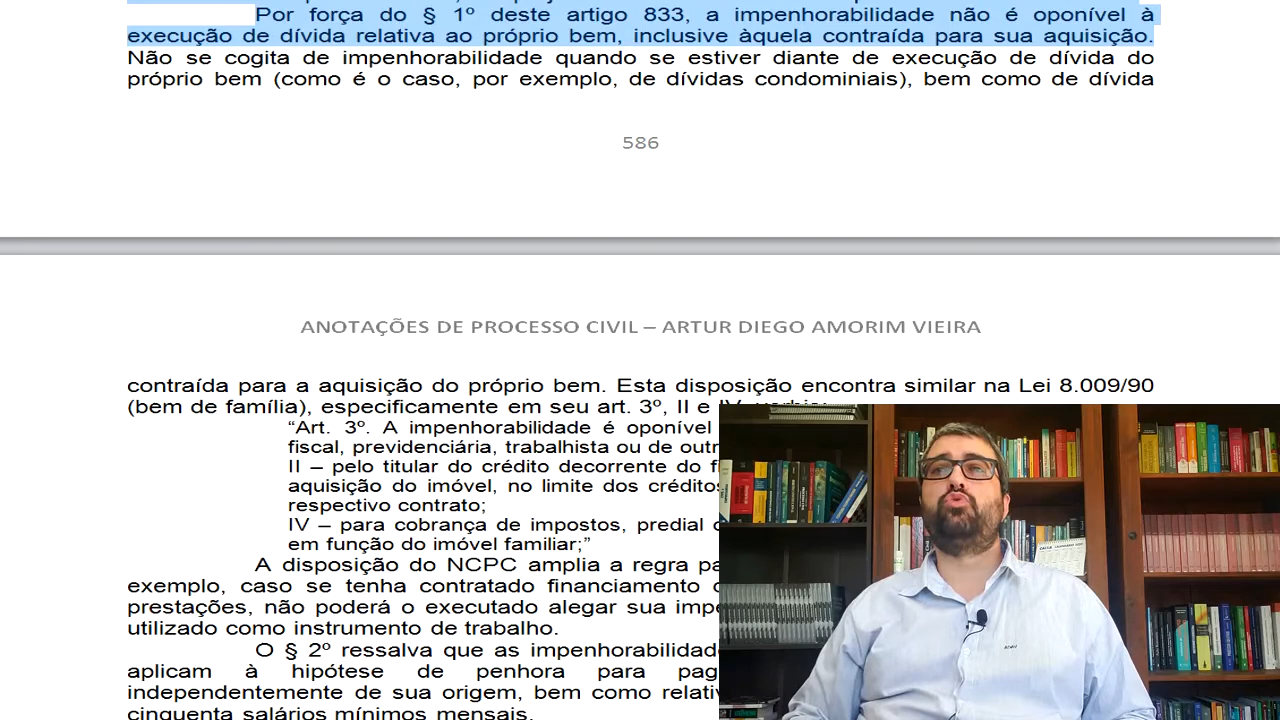 Por força do § 1º deste artigo 833, a impenhorabilidade não é oponível à
execução de dívida relativa ao próprio bem, inclusive àquela contraída para sua aquisição.
Não se cogita de impenhorabilidade quando se estiver diante de execução de dívida do
próprio bem (como é o caso, por exemplo, de dívidas condominiais), bem como de dívida
586
ANOTAÇÕES DE PROCESSO CIVIL – ARTUR DIEGO AMORIM VIEIRA
contraída para a aquisição do próprio bem. Esta disposição encontra similar na Lei 8.009/90
(bem de família), especificamente em seu art. 3º, II e IV, verbis:
“Art. 3º. A impenhorabilidade é oponível
fiscal, previdenciária, trabalhista ou de
II – pelo titular do crédito decorrente do
aquisição do imóvel, no limite dos créditos
respectivo contrato;
IV – para cobrança de impostos, predial
em função do imóvel familiar;”
A disposição do NCPC amplia a regra
exemplo, caso se tenha contratado financiamento
prestações, não poderá o executado alegar sua
utilizado como instrumento de trabalho.
O § 2º ressalva que as
aplicam à hipótese de penhora para
independentemente de sua origem, bem como
cinquenta salários mínimos mensais.